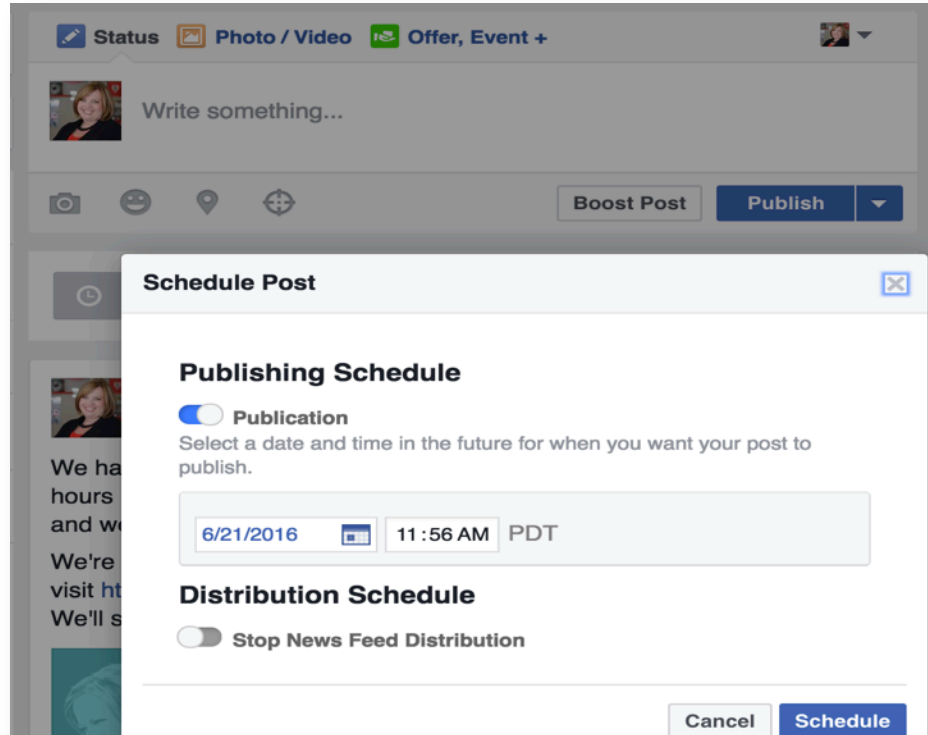 Status Photo / Video Offer, Event +
Write something...
Boost Post Publish
Schedule Post
Publishing Schedule
Publication
Select a date and time in the future for when you want your post to
publish.
6/21/2016 11:56 AM PDT
Distribution Schedule
Stop News Feed Distribution
Cancel Schedule
We ha
hours
and we
We're
visit ht
We'll s